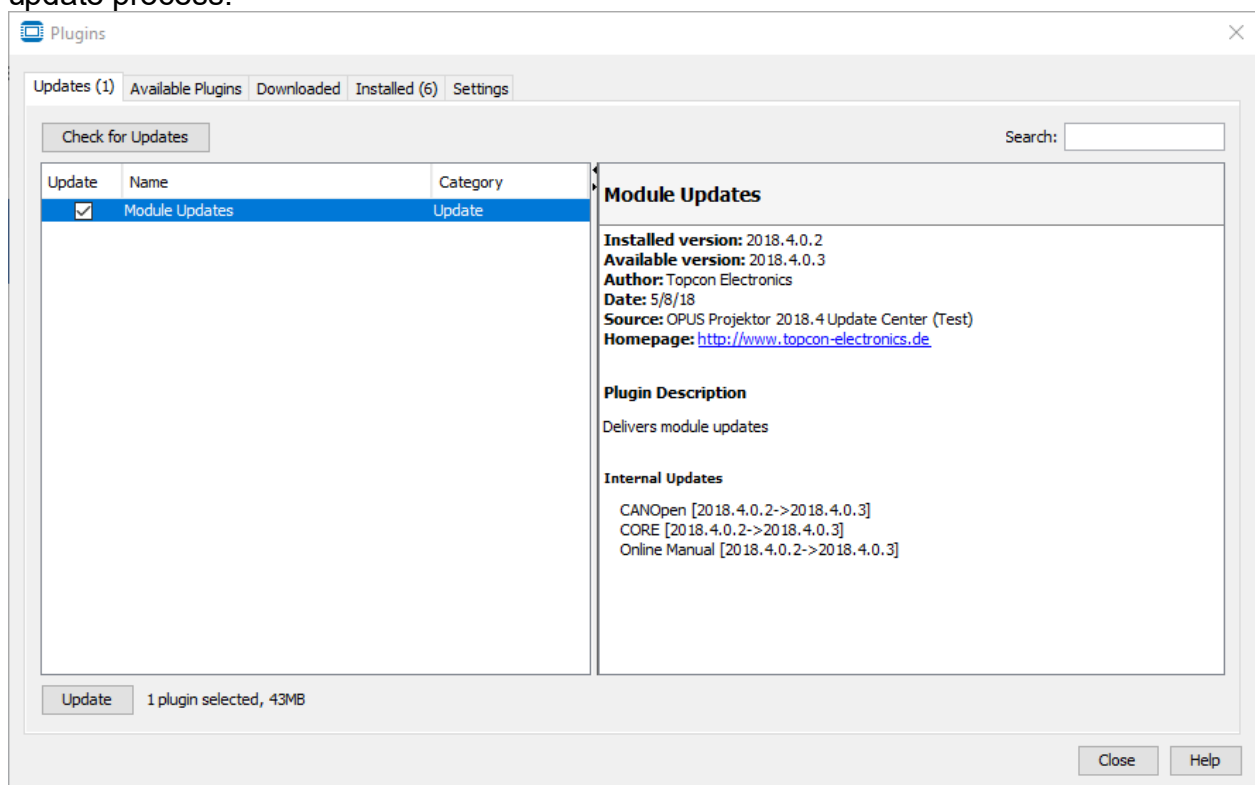 update process.
Plugins
Updates (1) Available Plugins Downloaded Installed (6) Settings
Check for Updates
Search:
Update Name Category
Module Updates Update
Module Updates
Installed version: 2018.4.0.2
Available version: 2018.4.0.3
Author: Topcon Electronics
Date: 5/8/18
Source: OPUS Projektor 2018.4 Update Center (Test)
Homepage: http://www.topcon-electronics.de
Plugin Description
Delivers module updates
Internal Updates
CANOpen [2018.4.0.2->2018.4.0.3]
CORE [2018.4.0.2->2018.4.0.3]
Online Manual [2018.4.0.2->2018.4.0.3]
Update 1 plugin selected, 43MB
Close Help